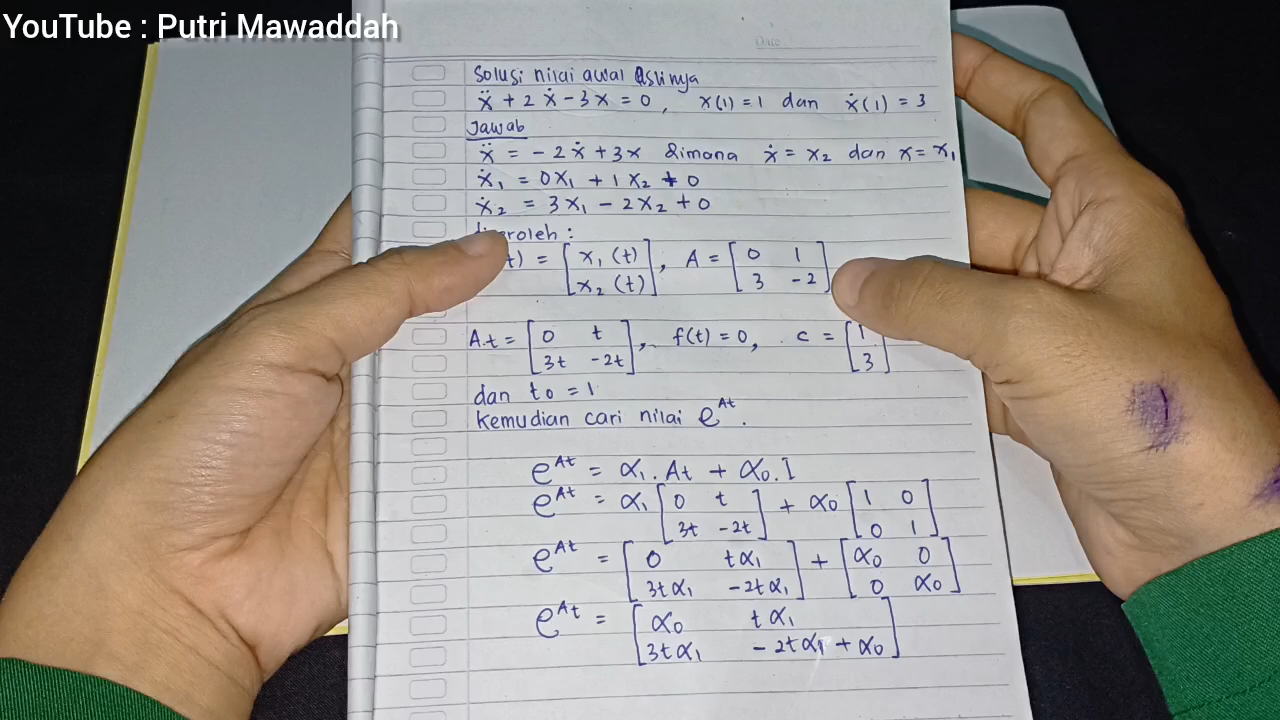 YouTube : Putri Mawaddah
Date
Solusi nilai awal Aslinya
ẍ + 2 ẋ - 3x = 0, x(1) = 1 dan ẋ(1) = 3
Jawab
ẍ = - 2 ẋ + 3x dimana ẋ = x₂ dan x = x₁
ẋ₁ = 0x₁ + 1x₂ + 0
ẋ₂ = 3x₁ - 2x₂ + 0
t) = [x₁(t) x₂(t)], A = [0 1 3 -2]
A.t = [0 t 3t -2t], f(t) = 0, c = [1 3]
dan t₀ = 1
Kemudian cari nilai e^At.
e^At = α₁. At + α₀. I
e^At = α₁ [0 t 3t -2t] + α₀ [1 0 0 1]
e^At = [0 tα₁ 3tα₁ -2tα₁] + [α₀ 0 0 α₀]
e^At = [α₀ tα₁ 3tα₁ -2tα₁ + α₀]